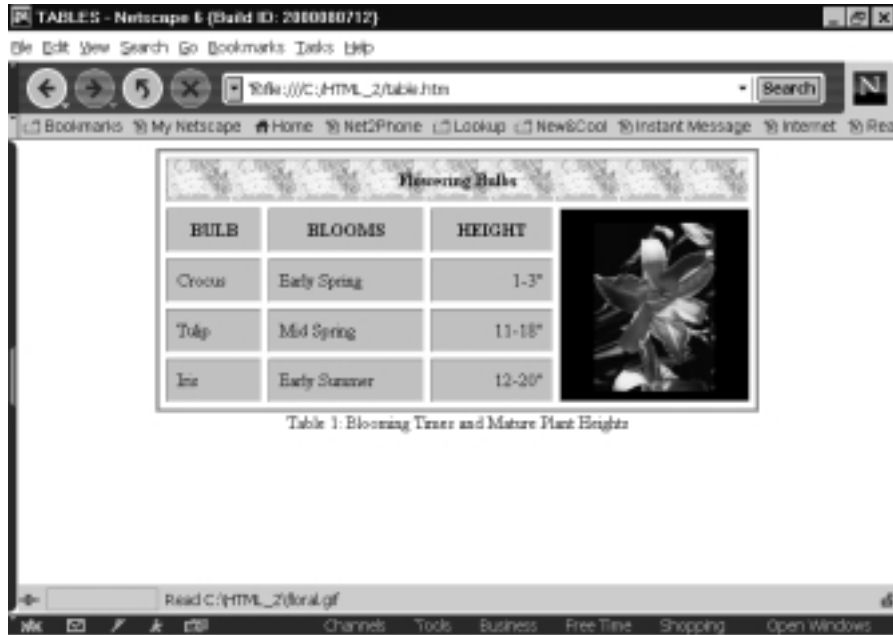 TABLES - Netscape 6 {Build ID: 2000080712}
File Edit View Search Go Bookmarks Tasks Help
file:///C:/HTML_2/table.htm Search N
Bookmarks My Netscape Home Net2Phone Lookup New&Cool Instant Message Internet Rea
Flowering Bulbs
BULB BLOOMS HEIGHT
Crocus Early Spring 1-3"
Tulip Mid Spring 11-18"
Iris Early Summer 12-20"
Table 1: Blooming Times and Mature Plant Heights
Read C:\HTML_2\floral.gif
Channels Tools Business Free Time Shopping Open Windows